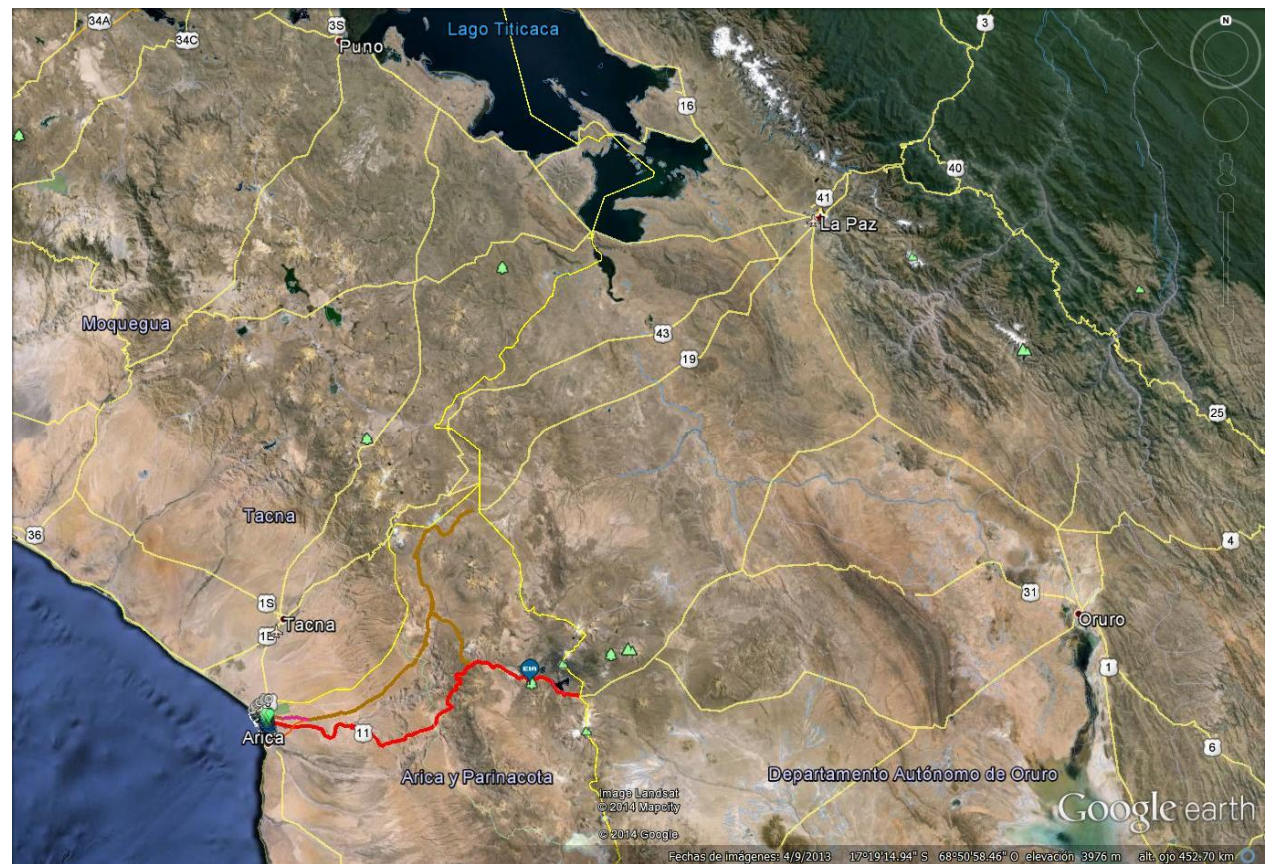 34A
34C
3S
Puno
Lago Titicaca
3
N
16
40
41
La Paz
Moquegua
43
19
25
Tacna
36
4
1S
Tacna
1E
31
Oruro
1
EIA
11
Arica
6
Arica y Parinacota
Departamento Autónomo de Oruro
Image Landsat
© 2014 Mapcity
© 2014 Google
Google earth
Fechas de imágenes: 4/9/2013 17°19'14.94" S 68°50'58.46" O elevación 3976 m alt. ojo 452.70 km